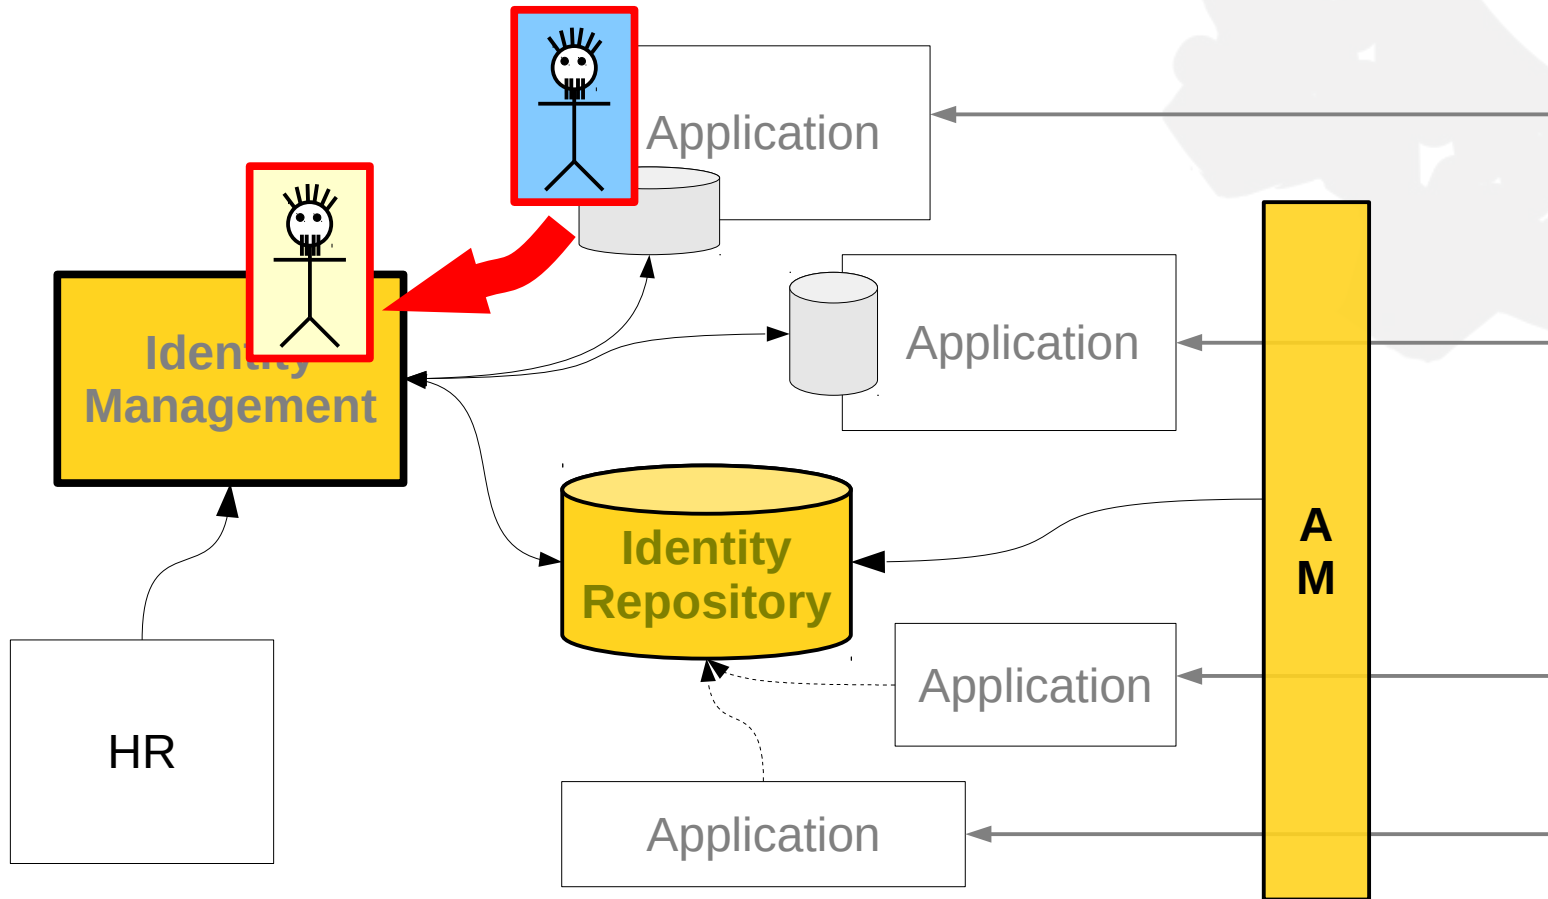 Application
Identity
Management
Application
Identity
Repository
A
M
Application
HR
Application